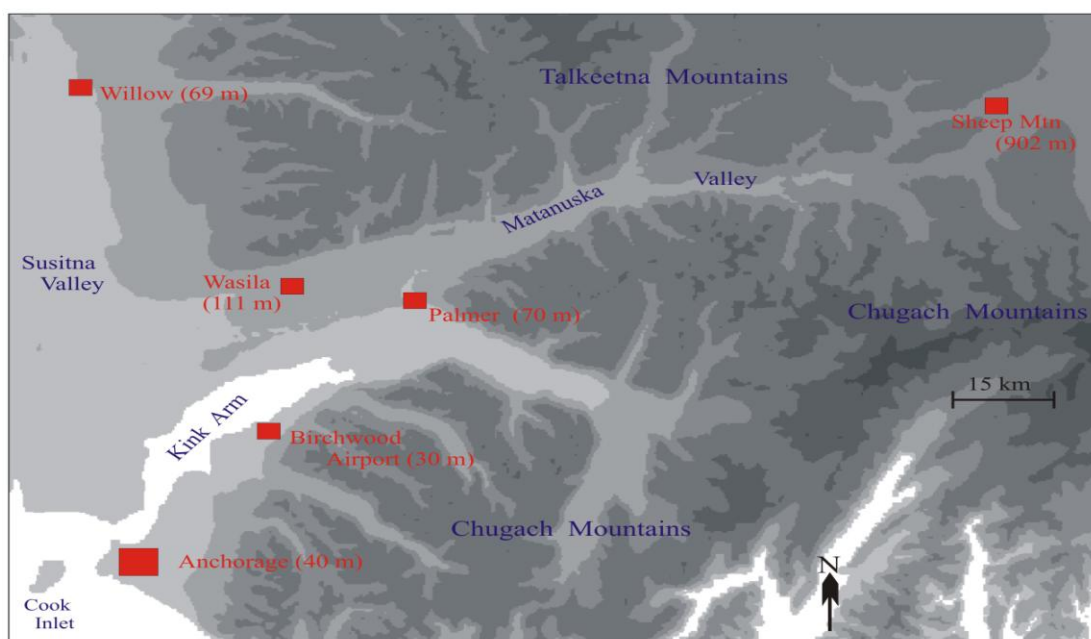 Talkeetna Mountains
Willow (69 m)
Sheep Mtn
(902 m)
Valley
Matanuska
Susitna
Valley
Wasila
(111 m)
Palmer (70 m)
Chugach Mountains
15 km
Kink Arm
Birchwood
Airport (30 m)
Chugach Mountains
Anchorage (40 m)
N
Cook
Inlet